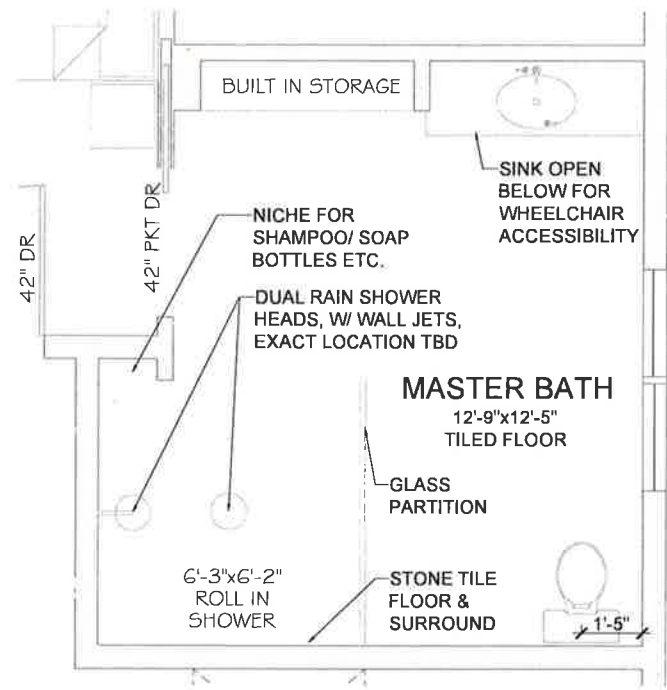 BUILT IN STORAGE
SINK OPEN
BELOW FOR
WHEELCHAIR
ACCESSIBILITY
42" DR
42" PKT DR
NICHE FOR
SHAMPOO/ SOAP
BOTTLES ETC.
DUAL RAIN SHOWER
HEADS, W/ WALL JETS,
EXACT LOCATION TBD
MASTER BATH
12'-9"x12'-5"
TILED FLOOR
GLASS
PARTITION
6'-3"x6'-2"
ROLL IN
SHOWER
STONE TILE
FLOOR &
SURROUND
1'-5"